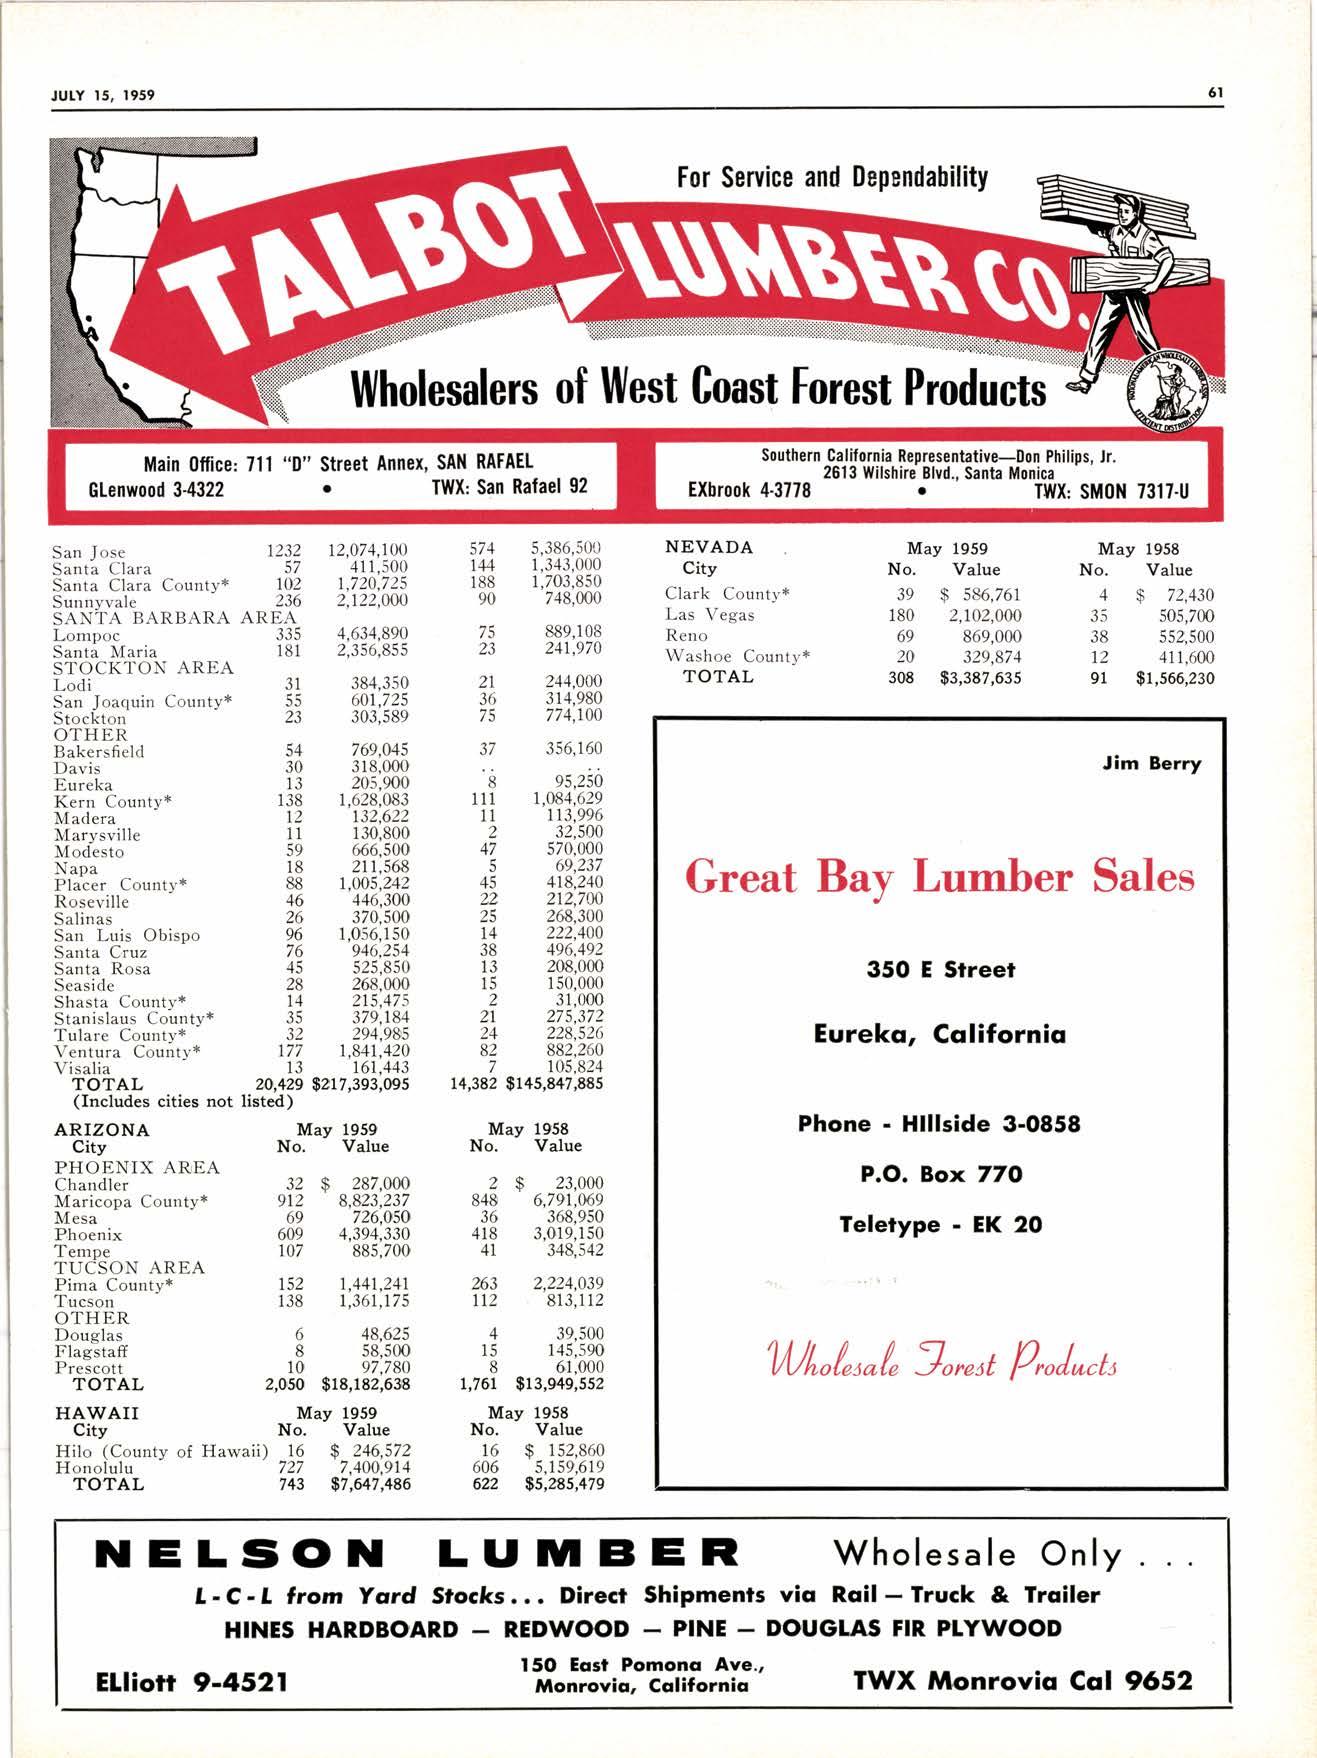 JULY 15, 1959 61
For Service and Dependability
TALBOT LUMBER CO.
Wholesalers of West Coast Forest Products
NATIONAL AMERICAN WHOLESALE LUMBER ASSN.
EFFICIENT DISTRIBUTION
Main Office: 711 "D" Street Annex, SAN RAFAEL
GLenwood 3-4322 • TWX: San Rafael 92
Southern California Representative—Don Philips, Jr.
2613 Wilshire Blvd., Santa Monica
EXbrook 4-3778 • TWX: SMON 7317-U
San Jose 1232 12,074,100 574 5,386,500
Santa Clara 57 411,500 144 1,343,000
Santa Clara County* 102 1,720,725 188 1,703,850
Sunnyvale 236 2,122,000 90 748,000
SANTA BARBARA AREA
Lompoc 335 4,634,890 75 889,108
Santa Maria 181 2,356,855 23 241,970
STOCKTON AREA
Lodi 31 384,350 21 244,000
San Joaquin County* 55 601,725 36 314,980
Stockton 23 303,589 75 774,100
OTHER
Bakersfield 54 769,045 37 356,160
Davis 30 318,000 .. ..
Eureka 13 205,900 8 95,250
Kern County* 138 1,628,083 111 1,084,629
Madera 12 132,622 11 113,996
Marysville 11 130,800 2 32,500
Modesto 59 666,500 47 570,000
Napa 18 211,568 5 69,237
Placer County* 88 1,005,242 45 418,240
Roseville 46 446,300 22 212,700
Salinas 26 370,500 25 268,300
San Luis Obispo 96 1,056,150 14 222,400
Santa Cruz 76 946,254 38 496,492
Santa Rosa 45 525,850 13 208,000
Seaside 28 268,000 15 150,000
Shasta County* 14 215,475 2 31,000
Stanislaus County* 35 379,184 21 275,372
Tulare County* 32 294,985 24 228,526
Ventura County* 177 1,841,420 82 882,260
Visalia 13 161,443 7 105,824
TOTAL 20,429 $217,393,095 14,382 $145,847,885
(Includes cities not listed)
ARIZONA May 1959 May 1958
City No. Value No. Value
PHOENIX AREA
Chandler 32 $ 287,000 2 $ 23,000
Maricopa County* 912 8,823,237 848 6,791,069
Mesa 69 726,050 36 368,950
Phoenix 609 4,394,330 418 3,019,150
Tempe 107 885,700 41 348,542
TUCSON AREA
Pima County* 152 1,441,241 263 2,224,039
Tucson 138 1,361,175 112 813,112
OTHER
Douglas 6 48,625 4 39,500
Flagstaff 8 58,500 15 145,590
Prescott 10 97,780 8 61,000
TOTAL 2,050 $18,182,638 1,761 $13,949,552
HAWAII May 1959 May 1958
City No. Value No. Value
Hilo (County of Hawaii) 16 $ 246,572 16 $ 152,860
Honolulu 727 7,400,914 606 5,159,619
TOTAL 743 $7,647,486 622 $5,285,479
NEVADA May 1959 May 1958
City No. Value No. Value
Clark County* 39 $ 586,761 4 $ 72,430
Las Vegas 180 2,102,000 35 505,700
Reno 69 869,000 38 552,500
Washoe County* 20 329,874 12 411,600
TOTAL 308 $3,387,635 91 $1,566,230
Jim Berry
Great Bay Lumber Sales
350 E Street
Eureka, California
Phone - HIllside 3-0858
P.O. Box 770
Teletype - EK 20
Wholesale Forest Products
NELSON LUMBER Wholesale Only . . .
L-C-L from Yard Stocks... Direct Shipments via Rail — Truck & Trailer
HINES HARDBOARD — REDWOOD — PINE — DOUGLAS FIR PLYWOOD
ELliott 9-4521 150 East Pomona Ave., Monrovia, California TWX Monrovia Cal 9652